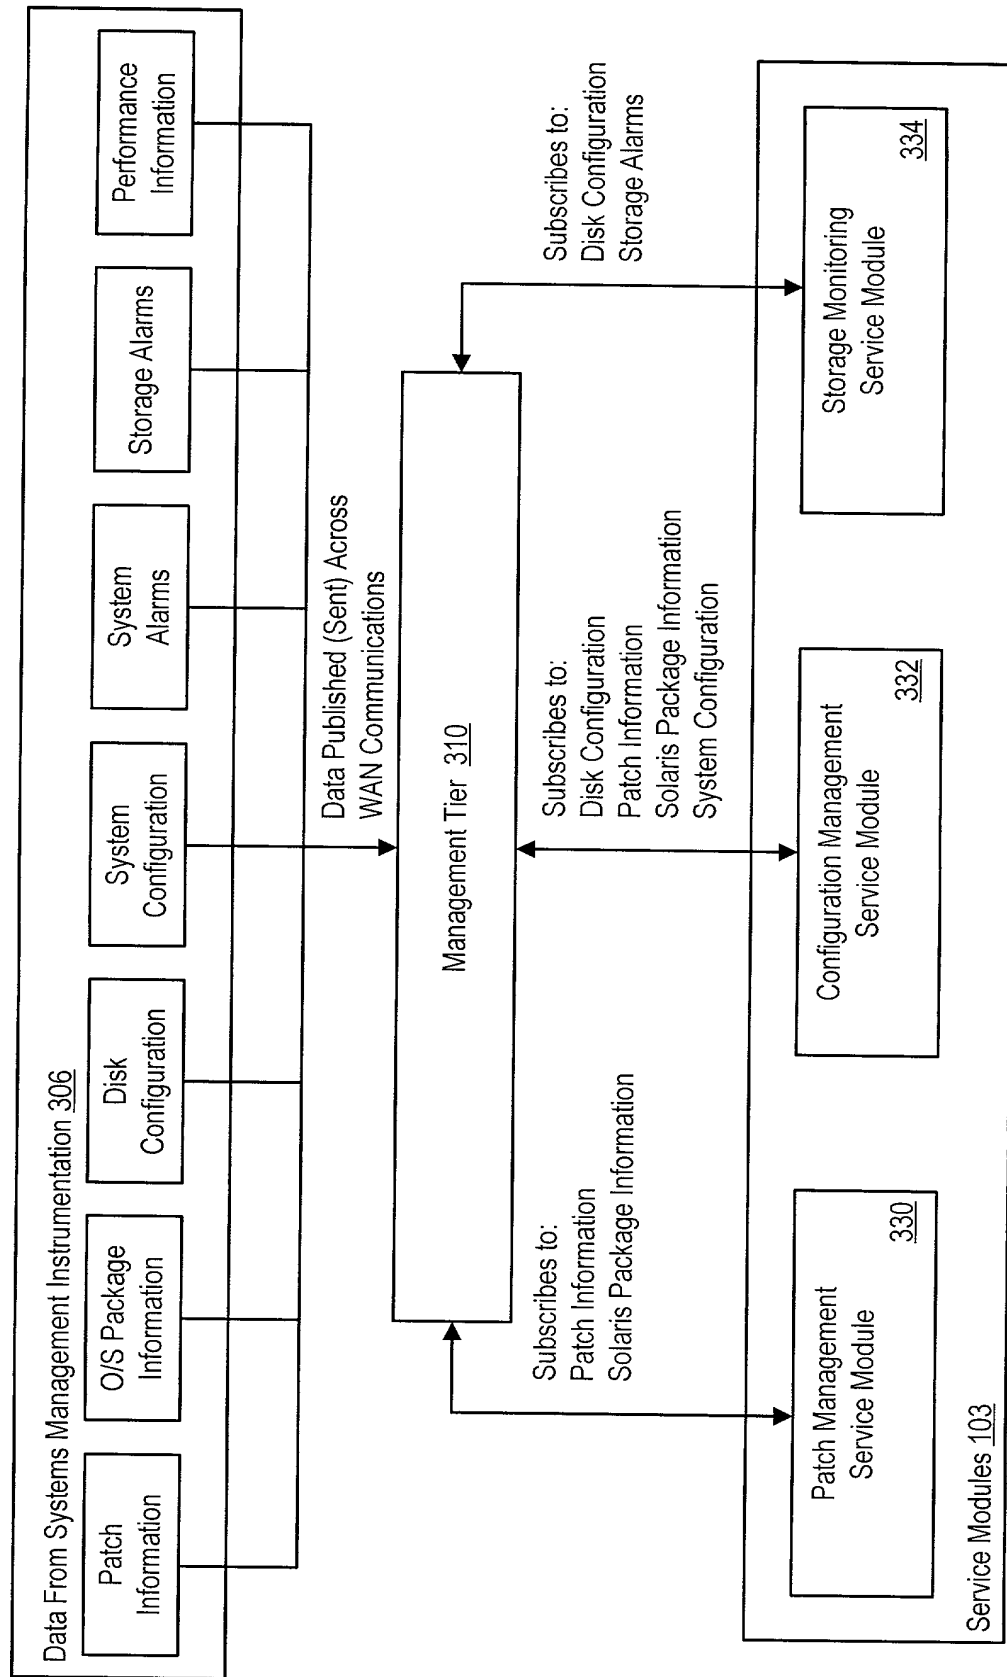 Data From Systems Management Instrumentation 306
Patch
Information
O/S Package
Information
Disk
Configuration
System
Configuration
System
Alarms
Storage Alarms
Performance
Information
Data Published (Sent) Across
WAN Communications
Management Tier 310
Subscribes to:
Patch Information
Solaris Package Information
Subscribes to:
Disk Configuration
Patch Information
Solaris Package Information
System Configuration
Subscribes to:
Disk Configuration
Storage Alarms
Patch Management
Service Module
330
Configuration Management
Service Module
332
Storage Monitoring
Service Module
334
Service Modules 103